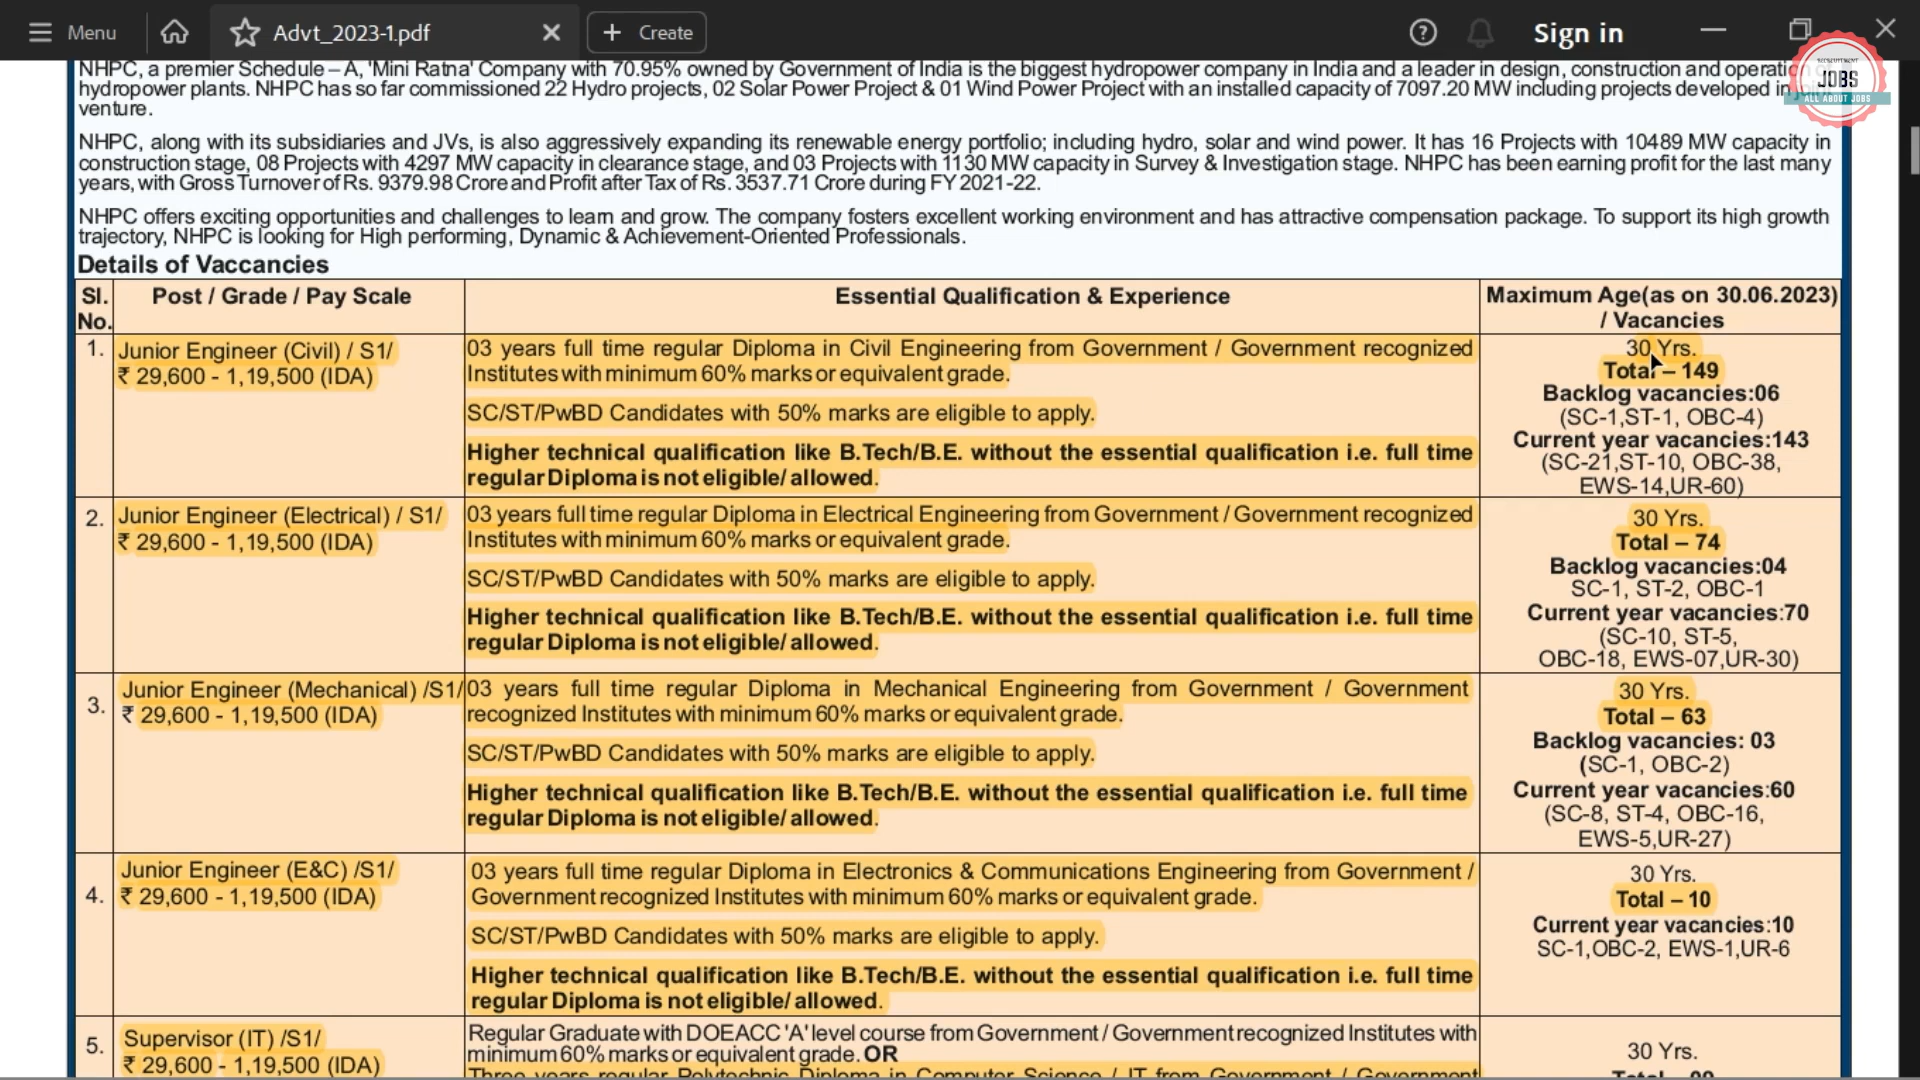 Menu
Advt_2023-1.pdf
Create
Sign in
RECRUITMENT
JOBS
ALL ABOUT JOBS
NHPC, a premier Schedule – A, 'Mini Ratna' Company with 70.95% owned by Government of India is the biggest hydropower company in India and a leader in design, construction and operation
hydropower plants. NHPC has so far commissioned 22 Hydro projects, 02 Solar Power Project & 01 Wind Power Project with an installed capacity of 7097.20 MW including projects developed in
venture.
NHPC, along with its subsidiaries and JVs, is also aggressively expanding its renewable energy portfolio; including hydro, solar and wind power. It has 16 Projects with 10489 MW capacity in
construction stage, 08 Projects with 4297 MW capacity in clearance stage, and 03 Projects with 1130 MW capacity in Survey & Investigation stage. NHPC has been earning profit for the last many
years, with Gross Turnover of Rs. 9379.98 Crore and Profit after Tax of Rs. 3537.71 Crore during FY 2021-22.
NHPC offers exciting opportunities and challenges to learn and grow. The company fosters excellent working environment and has attractive compensation package. To support its high growth
trajectory, NHPC is looking for High performing, Dynamic & Achievement-Oriented Professionals.
Details of Vaccancies
Sl. No.
Post / Grade / Pay Scale
Essential Qualification & Experience
Maximum Age(as on 30.06.2023)
/ Vacancies
1.
Junior Engineer (Civil) / S1/
₹ 29,600 - 1,19,500 (IDA)
03 years full time regular Diploma in Civil Engineering from Government / Government recognized
Institutes with minimum 60% marks or equivalent grade.
SC/ST/PwBD Candidates with 50% marks are eligible to apply.
Higher technical qualification like B.Tech/B.E. without the essential qualification i.e. full time
regular Diploma is not eligible/ allowed.
30 Yrs.
Total – 149
Backlog vacancies:06
(SC-1,ST-1, OBC-4)
Current year vacancies:143
(SC-21,ST-10, OBC-38,
EWS-14,UR-60)
2.
Junior Engineer (Electrical) / S1/
₹ 29,600 - 1,19,500 (IDA)
03 years full time regular Diploma in Electrical Engineering from Government / Government recognized
Institutes with minimum 60% marks or equivalent grade.
SC/ST/PwBD Candidates with 50% marks are eligible to apply.
Higher technical qualification like B.Tech/B.E. without the essential qualification i.e. full time
regular Diploma is not eligible/ allowed.
30 Yrs.
Total – 74
Backlog vacancies:04
SC-1, ST-2, OBC-1
Current year vacancies:70
(SC-10, ST-5,
OBC-18, EWS-07,UR-30)
3.
Junior Engineer (Mechanical) /S1/
₹ 29,600 - 1,19,500 (IDA)
03 years full time regular Diploma in Mechanical Engineering from Government / Government
recognized Institutes with minimum 60% marks or equivalent grade.
SC/ST/PwBD Candidates with 50% marks are eligible to apply.
Higher technical qualification like B.Tech/B.E. without the essential qualification i.e. full time
regular Diploma is not eligible/ allowed.
30 Yrs.
Total – 63
Backlog vacancies: 03
(SC-1, OBC-2)
Current year vacancies:60
(SC-8, ST-4, OBC-16,
EWS-5,UR-27)
4.
Junior Engineer (E&C) /S1/
₹ 29,600 - 1,19,500 (IDA)
03 years full time regular Diploma in Electronics & Communications Engineering from Government /
Government recognized Institutes with minimum 60% marks or equivalent grade.
SC/ST/PwBD Candidates with 50% marks are eligible to apply.
Higher technical qualification like B.Tech/B.E. without the essential qualification i.e. full time
regular Diploma is not eligible/ allowed.
30 Yrs.
Total – 10
Current year vacancies:10
SC-1,OBC-2, EWS-1,UR-6
5.
Supervisor (IT) /S1/
₹ 29,600 - 1,19,500 (IDA)
Regular Graduate with DOEACC 'A' level course from Government / Government recognized Institutes with
minimum 60% marks or equivalent grade. OR
Three years regular Polytechnic Diploma in Computer Science / IT from Government / Government
30 Yrs.